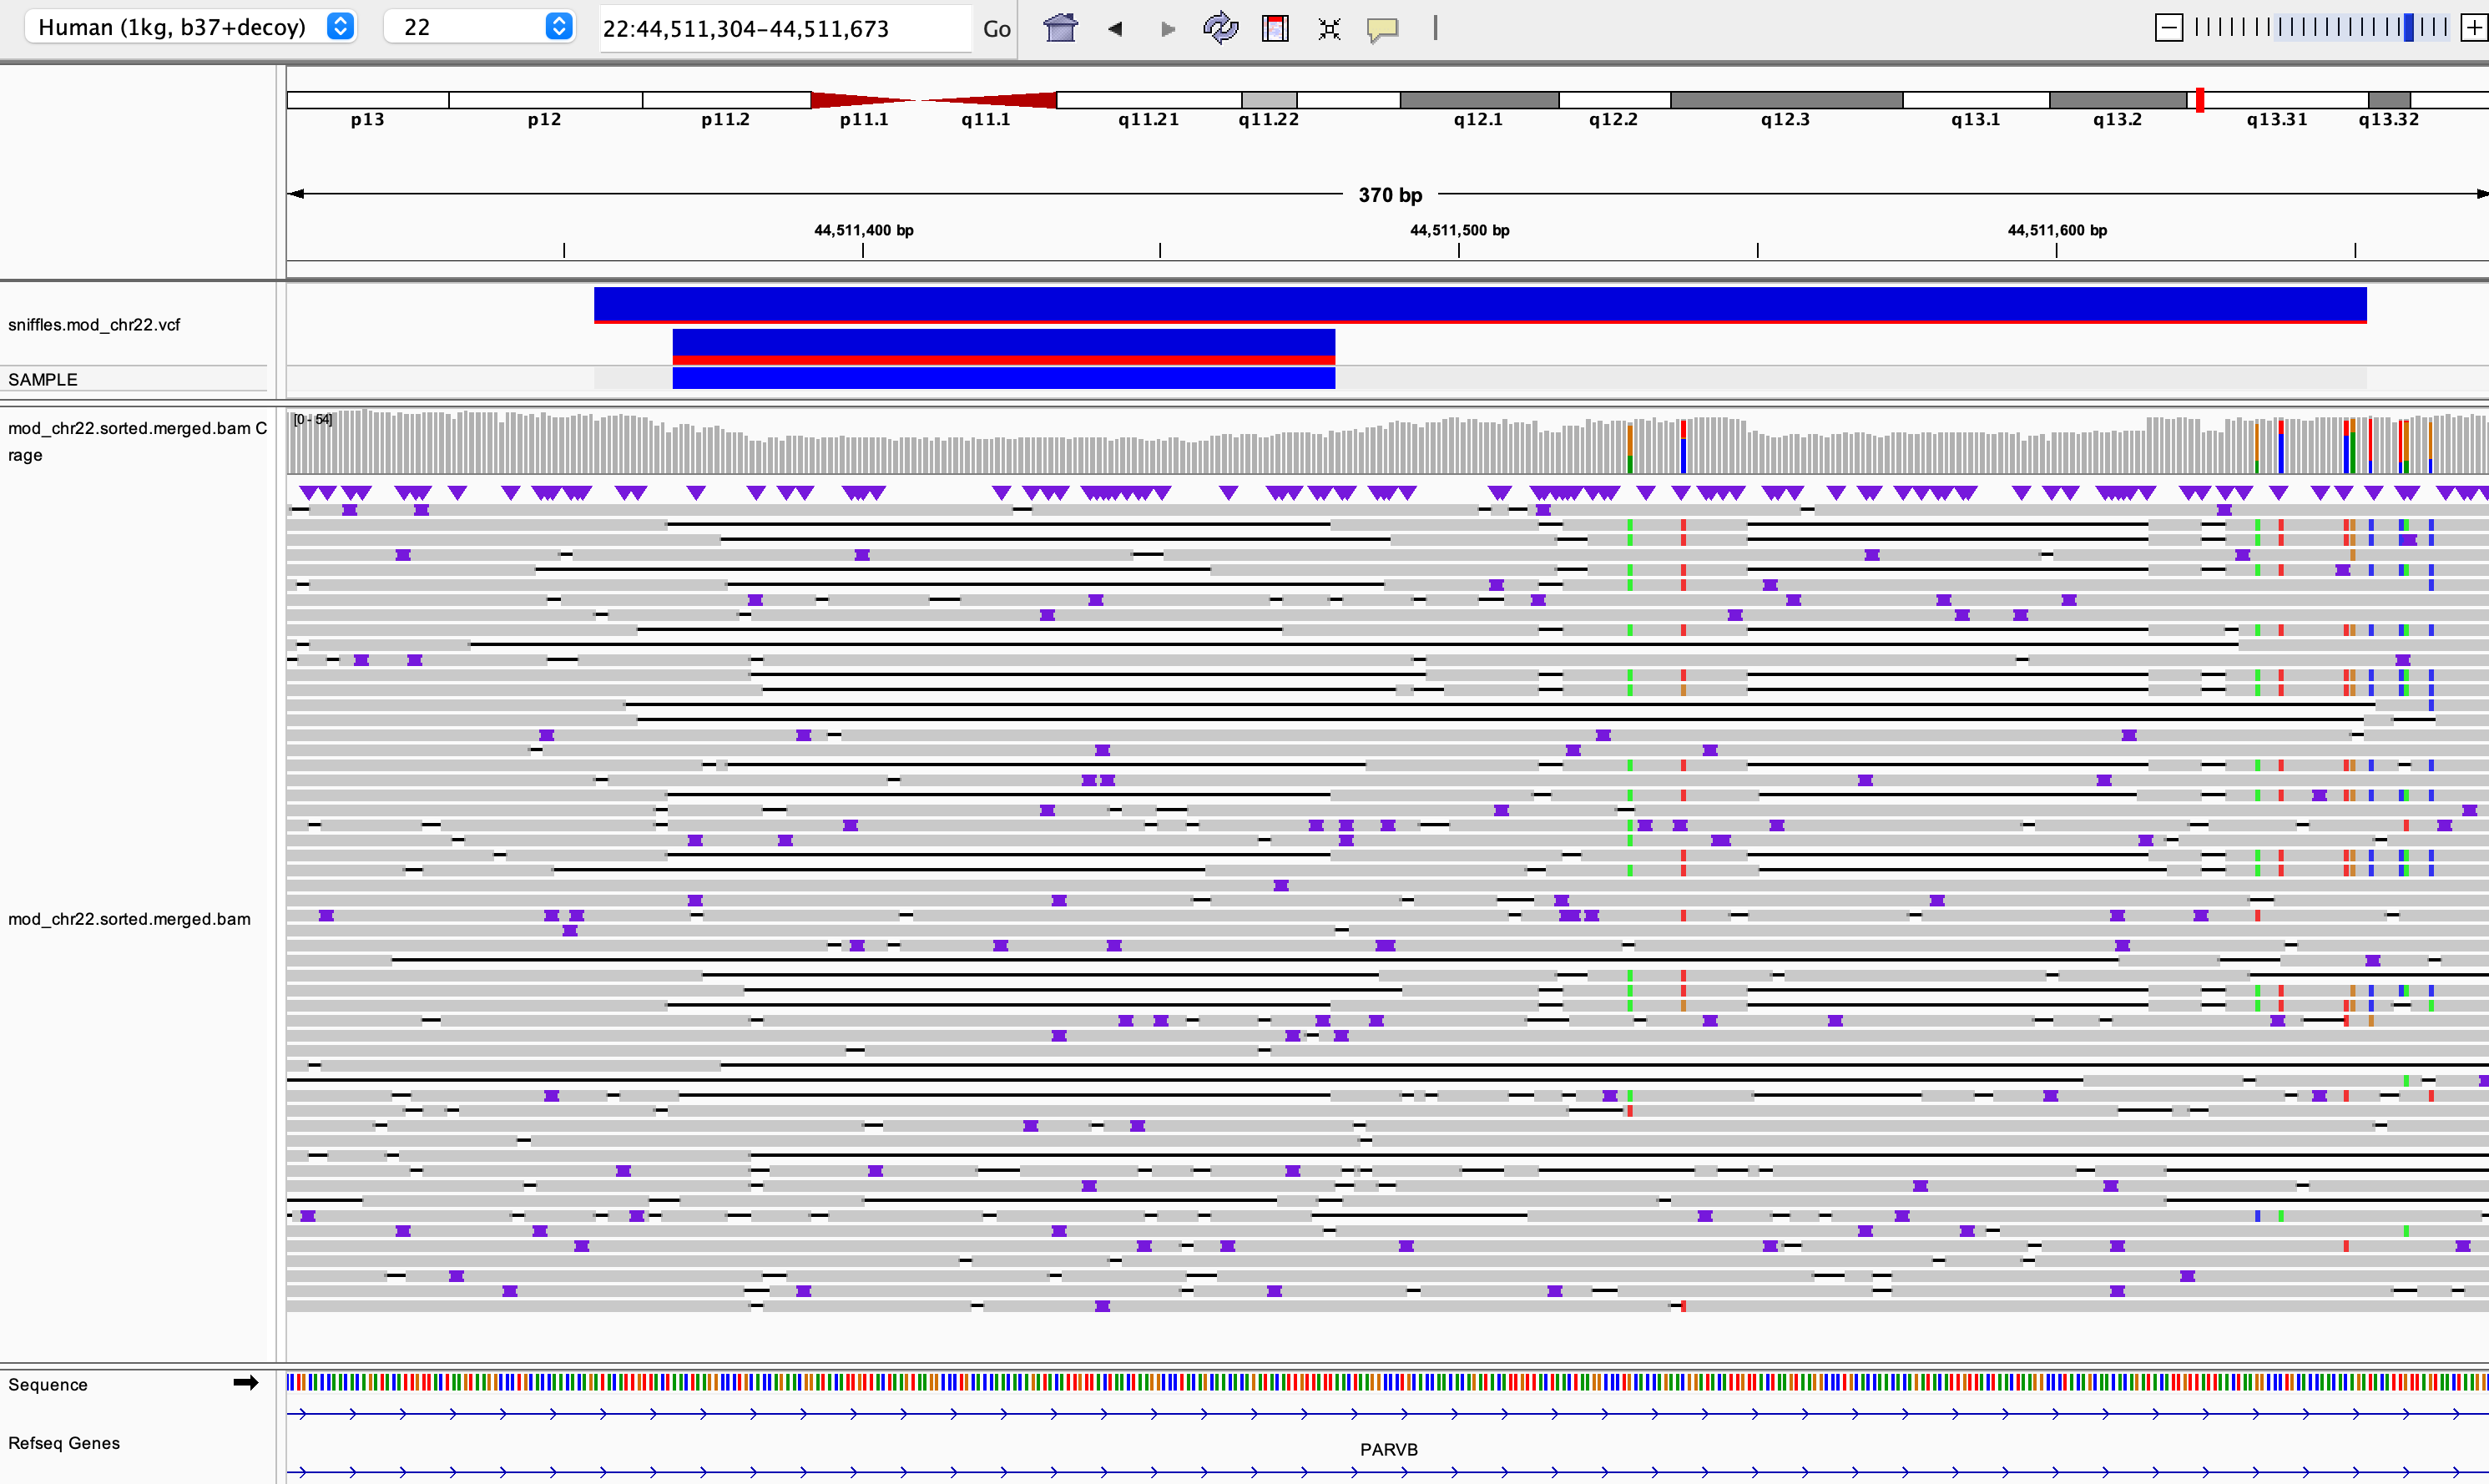 Human (1kg, b37+decoy) 22 22:44,511,304–44,511,673 Go
p13 p12 p11.2 p11.1 q11.1 q11.21 q11.22 q12.1 q12.2 q12.3 q13.1 q13.2 q13.31 q13.32
370 bp
44,511,400 bp 44,511,500 bp 44,511,600 bp
sniffles.mod_chr22.vcf
SAMPLE
[0 - 54]
mod_chr22.sorted.merged.bam C
rage
mod_chr22.sorted.merged.bam
Sequence
Refseq Genes
PARVB